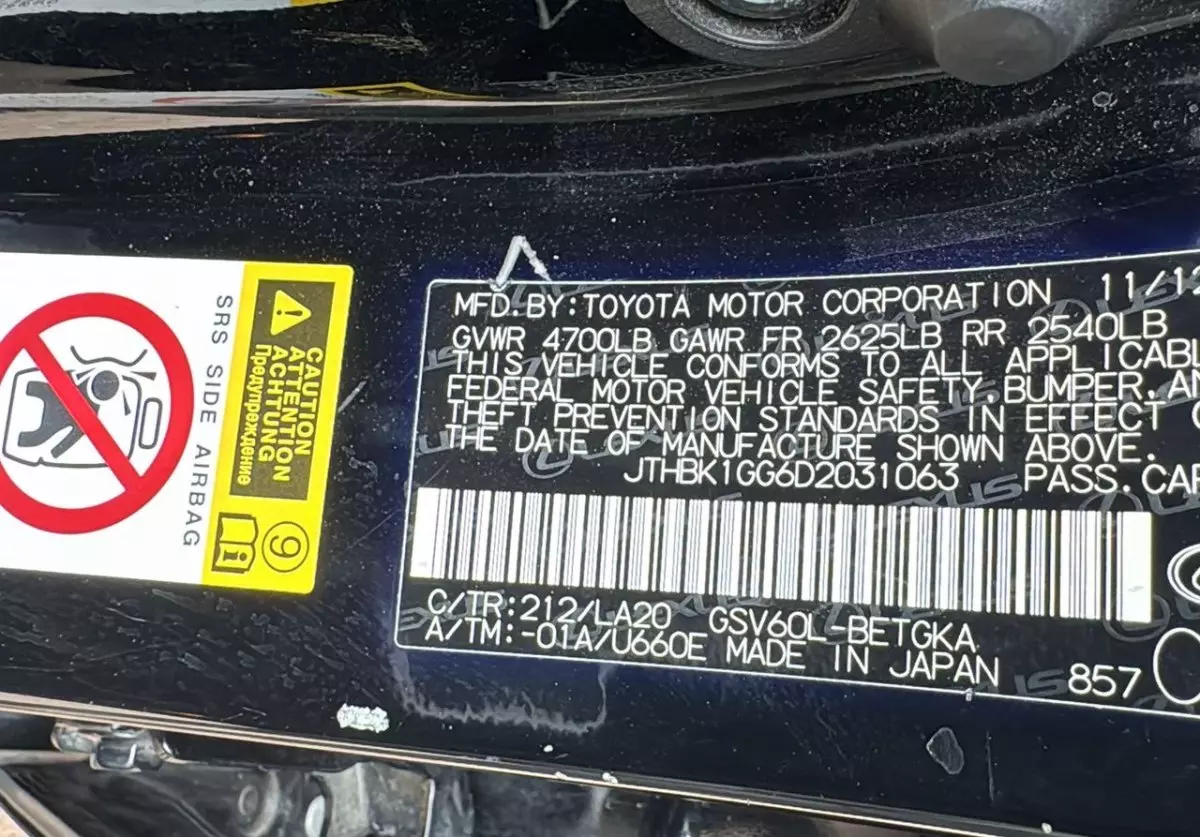 SRS SIDE AIRBAG
CAUTION
ATTENTION
ACHTUNG
Предупреждение
9
MFD.BY:TOYOTA MOTOR CORPORATION 11/12
GVWR 4700LB GAWR FR 2625LB RR 2540LB
THIS VEHICLE CONFORMS TO ALL
FEDERAL MOTOR VEHICLE SAFETY, BUMPER,
THEFT PREVENTION STANDARDS IN EFFECT
THE DATE OF MANUFACTURE SHOWN ABOVE.
JTHBK1GG6D2031063 PASS.
C/TR:212/LA20 GSV60L-BETGKA
A/TM:-01A/U660E MADE IN JAPAN 857